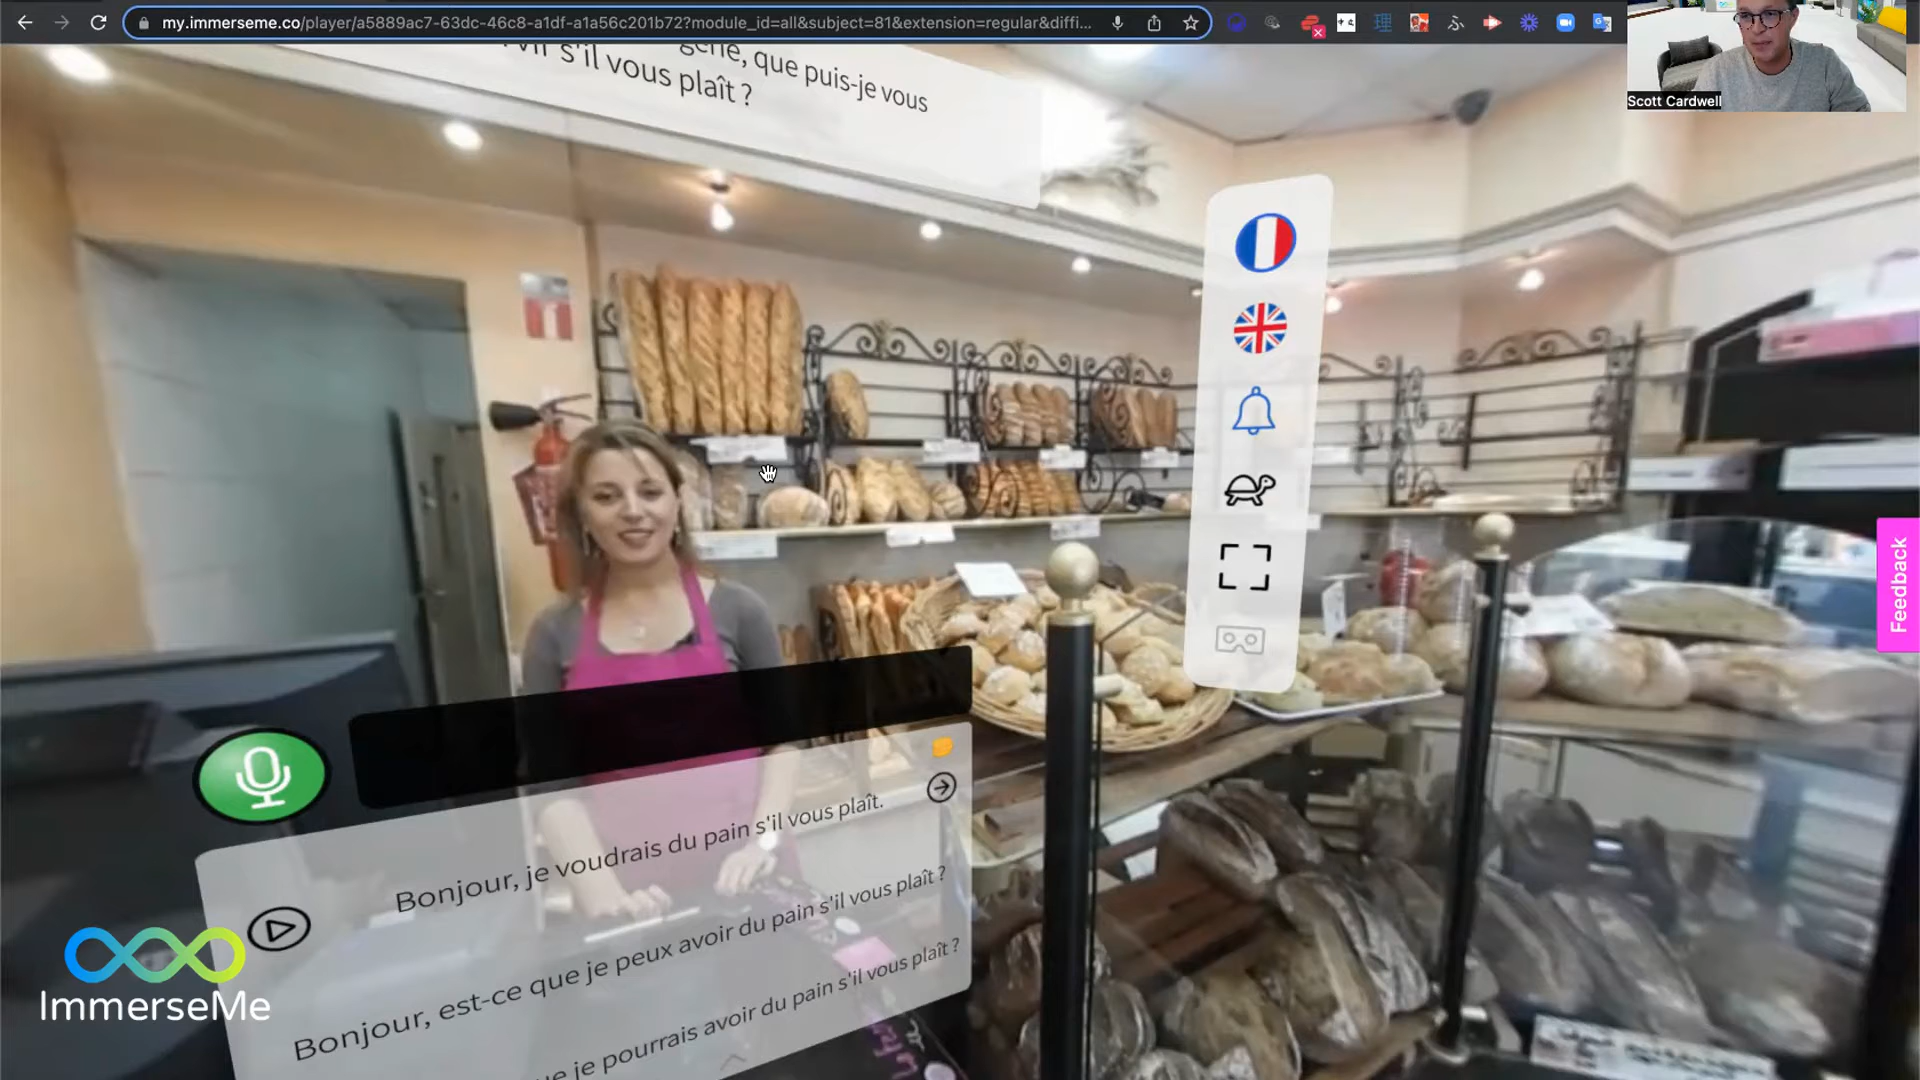 my.immerseme.co/player/a5889ac7-63dc-46c8-a1df-a1a56c201b72?module_id=all&subject=81&extension=regular&diffi...
Scott Cardwell
que puis-je vous
s'il vous plaît ?
Feedback
Bonjour, je voudrais du pain s'il vous plaît.
Bonjour, est-ce que je peux avoir du pain s'il vous plaît ?
je pourrais avoir du pain s'il vous plaît ?
ImmerseMe